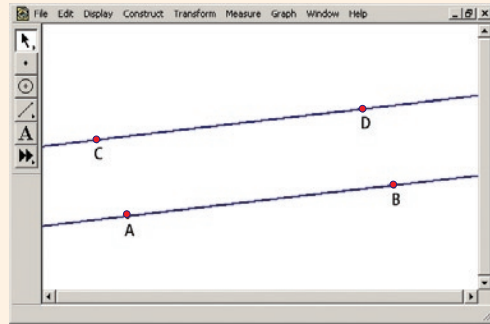 File Edit Display Construct Transform Measure Graph Window Help
A
D
C
B
A